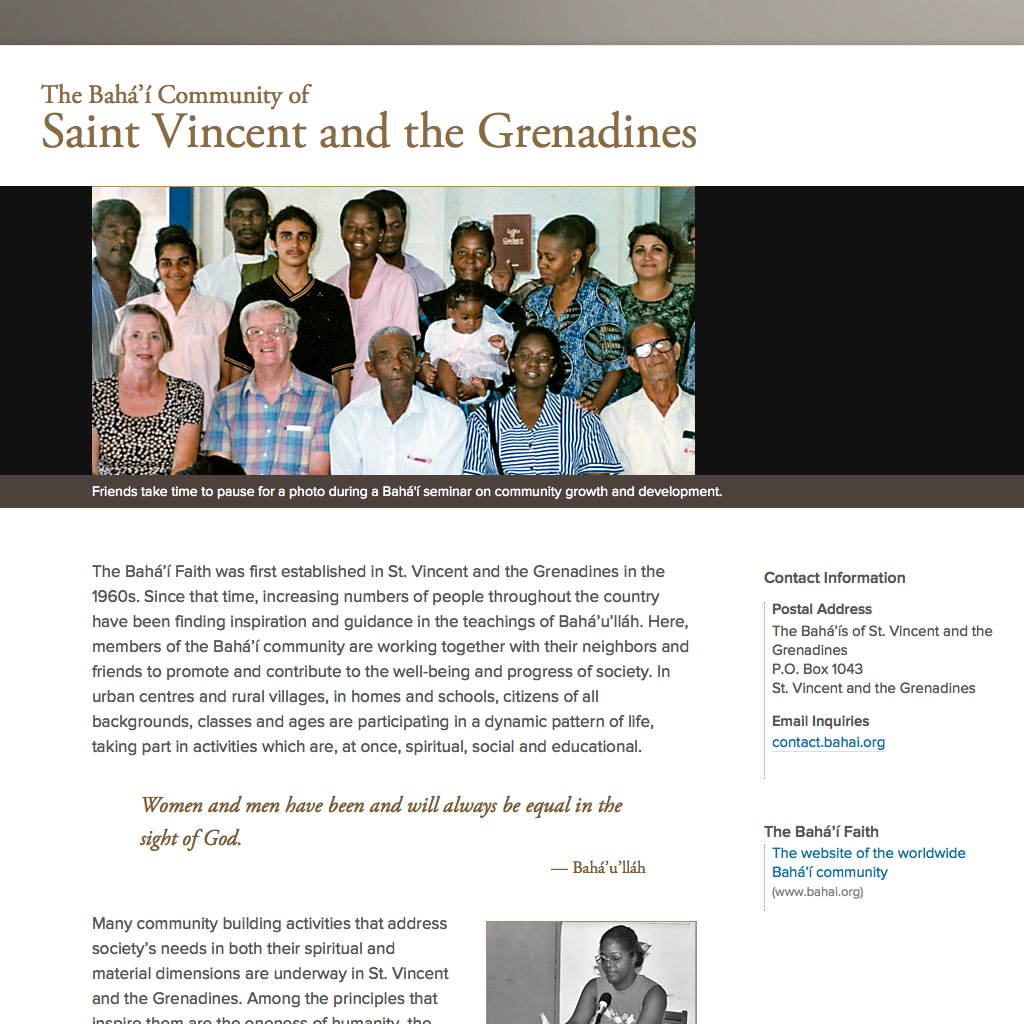 The Bahá’í Community of
Saint Vincent and the Grenadines
Friends take time to pause for a photo during a Bahá'í seminar on community growth and development.
The Bahá’í Faith was first established in St. Vincent and the Grenadines in the
1960s. Since that time, increasing numbers of people throughout the country
have been finding inspiration and guidance in the teachings of Bahá’u’lláh. Here,
members of the Bahá’í community are working together with their neighbors and
friends to promote and contribute to the well-being and progress of society. In
urban centres and rural villages, in homes and schools, citizens of all
backgrounds, classes and ages are participating in a dynamic pattern of life,
taking part in activities which are, at once, spiritual, social and educational.
Women and men have been and will always be equal in the
sight of God.
— Bahá’u’lláh
Many community building activities that address
society’s needs in both their spiritual and
material dimensions are underway in St. Vincent
and the Grenadines. Among the principles that
inspire them are the oneness of humanity, the
Contact Information
Postal Address
The Bahá’ís of St. Vincent and the
Grenadines
P.O. Box 1043
St. Vincent and the Grenadines
Email Inquiries
contact.bahai.org
The Bahá’í Faith
The website of the worldwide
Bahá’í community
(www.bahai.org)